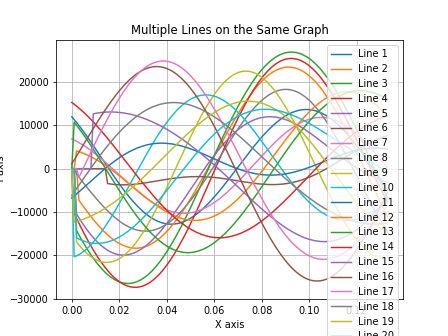 Multiple Lines on the Same Graph
20000
10000
0
−10000
−20000
−30000
0.00
0.02
0.04
0.06
0.08
0.10
X axis
Line 1
Line 2
Line 3
Line 4
Line 5
Line 6
Line 7
Line 8
Line 9
Line 10
Line 11
Line 12
Line 13
Line 14
Line 15
Line 16
Line 17
Line 18
Line 19
Line 20